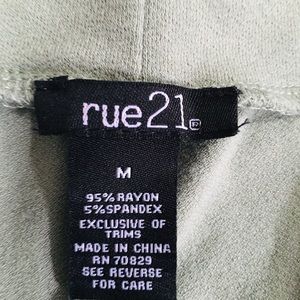 rue21®
M
95% RAYON
5% SPANDEX
EXCLUSIVE OF
TRIMS
MADE IN CHINA
RN 70829
SEE REVERSE
FOR CARE